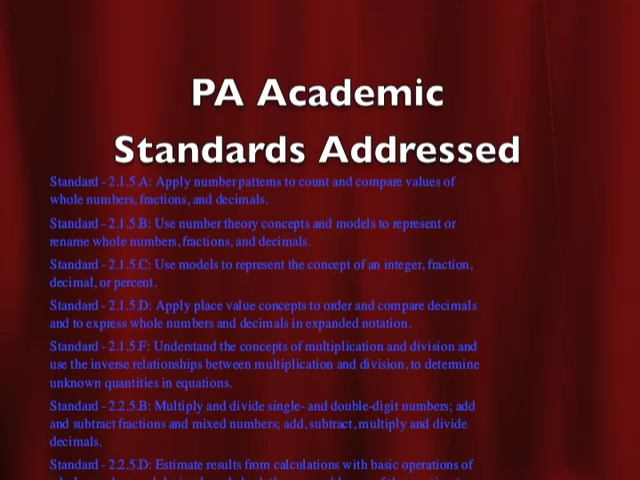 PA Academic
Standards Addressed
Standard - 2.1.5.A: Apply number patterns to count and compare values of
whole numbers, fractions, and decimals.
Standard - 2.1.5.B: Use number theory concepts and models to represent or
rename whole numbers, fractions, and decimals.
Standard - 2.1.5.C: Use models to represent the concept of an integer, fraction,
decimal, or percent.
Standard - 2.1.5.D: Apply place value concepts to order and compare decimals
and to express whole numbers and decimals in expanded notation.
Standard - 2.1.5.F: Understand the concepts of multiplication and division and
use the inverse relationships between multiplication and division, to determine
unknown quantities in equations.
Standard - 2.2.5.B: Multiply and divide single- and double-digit numbers; add
and subtract fractions and mixed numbers; add, subtract, multiply and divide
decimals.
Standard - 2.2.5.D: Estimate results from calculations with basic operations of